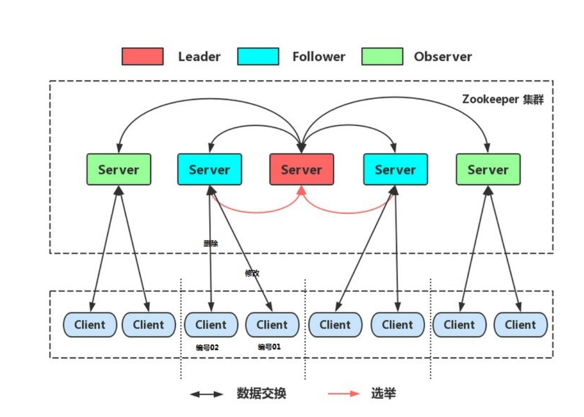 Leader Follower Observer
Zookeeper 集群
Server Server Server Server Server
删除
修改
Client Client Client Client Client Client Client Client
编号02 编号01
数据交换 选举